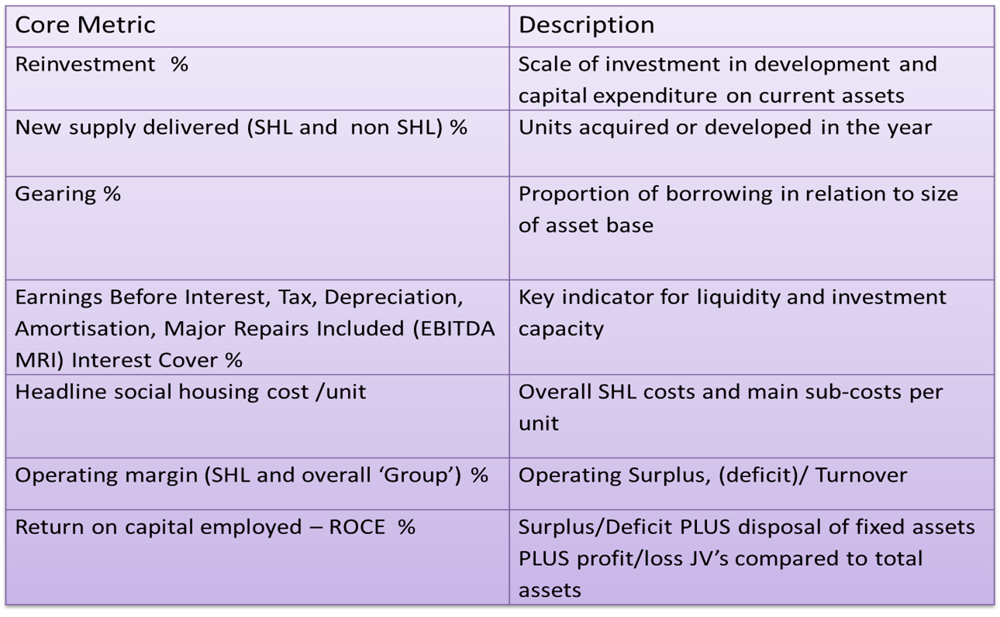 Core Metric
Description
Reinvestment  %
Scale of investment in development and
capital expenditure on current assets
New supply delivered (SHL and  non SHL) %
Units acquired or developed in the year
Gearing %
Proportion of borrowing in relation to size
of asset base
Earnings Before Interest, Tax, Depreciation,
Amortisation, Major Repairs Included (EBITDA
MRI) Interest Cover %
Key indicator for liquidity and investment
capacity
Headline social housing cost /unit
Overall SHL costs and main sub-costs per
unit
Operating margin (SHL and overall ‘Group’) %
Operating Surplus, (deficit)/ Turnover
Return on capital employed – ROCE  %
Surplus/Deficit PLUS disposal of fixed assets
PLUS profit/loss JV’s compared to total
assets